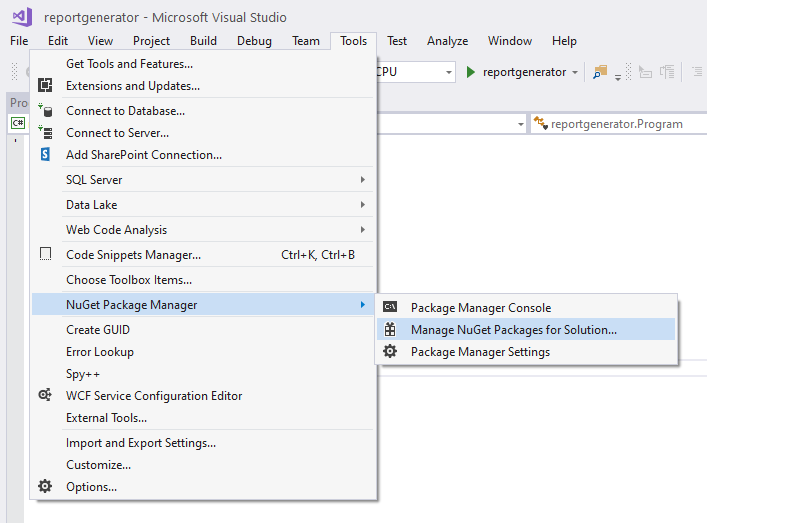 reportgenerator - Microsoft Visual Studio
File Edit View Project Build Debug Team Tools Test Analyze Window Help
CPU reportgenerator
C# reportgenerator.Program
Get Tools and Features...
Extensions and Updates...
Connect to Database...
Connect to Server...
Add SharePoint Connection...
SQL Server
Data Lake
Web Code Analysis
Code Snippets Manager... Ctrl+K, Ctrl+B
Choose Toolbox Items...
NuGet Package Manager
Create GUID
Error Lookup
Spy++
WCF Service Configuration Editor
External Tools...
Import and Export Settings...
Customize...
Options...
Package Manager Console
Manage NuGet Packages for Solution...
Package Manager Settings